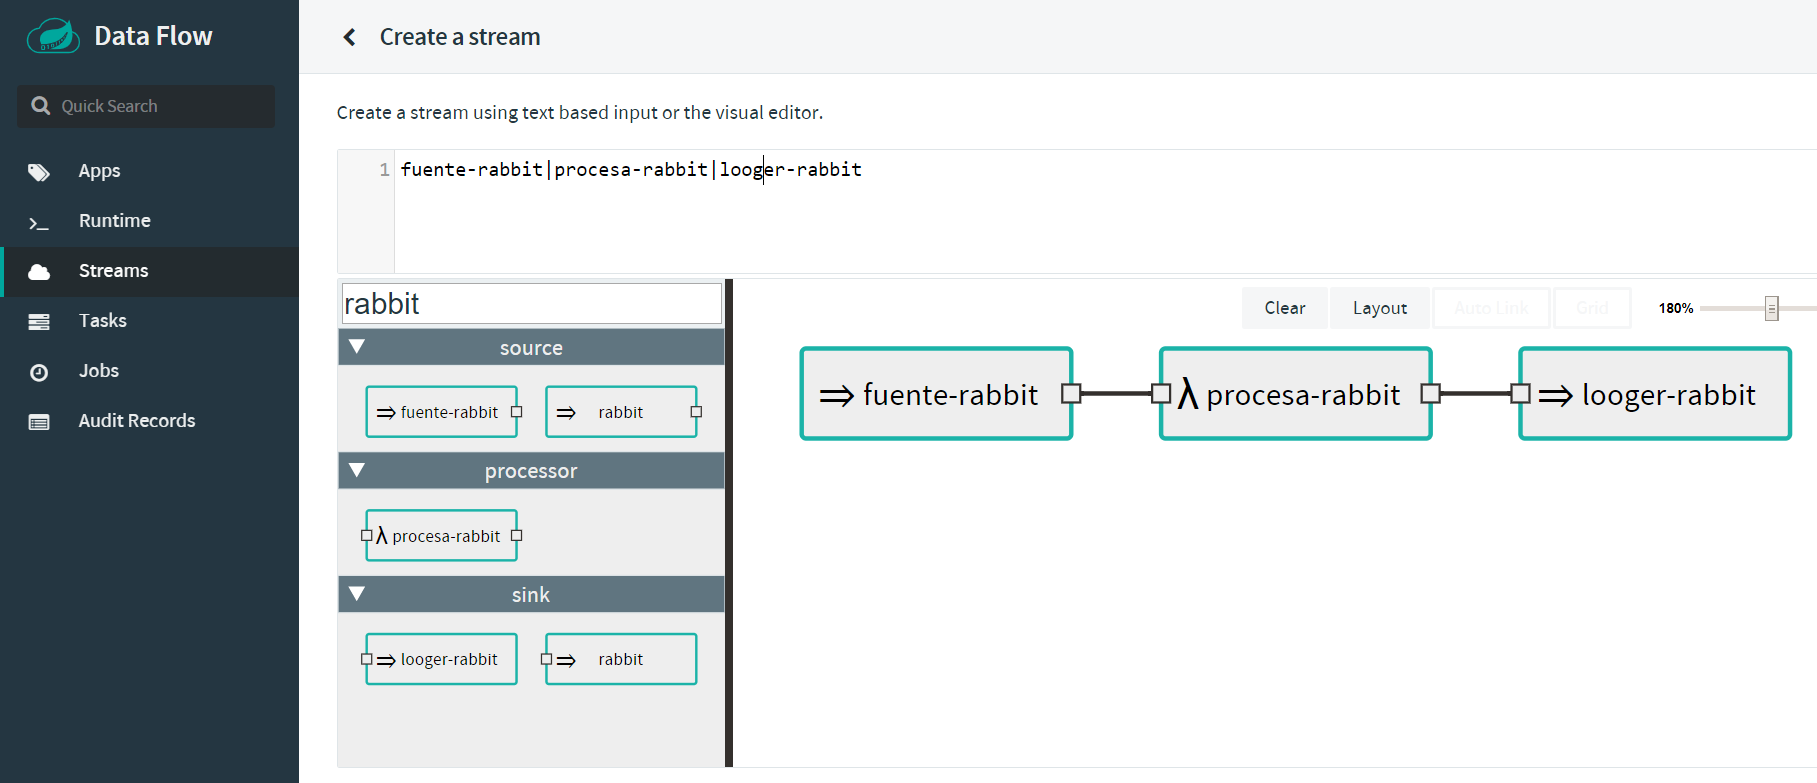 Data Flow
Quick Search
Apps
Runtime
Streams
Tasks
Jobs
Audit Records
Create a stream
Create a stream using text based input or the visual editor.
1 fuente-rabbit|procesa-rabbit|looger-rabbit
rabbit
source
⇒ fuente-rabbit ⇒ rabbit
processor
λ procesa-rabbit
sink
⇒ looger-rabbit ⇒ rabbit
Clear Layout Auto Link Grid 180%
⇒ fuente-rabbit λ procesa-rabbit ⇒ looger-rabbit